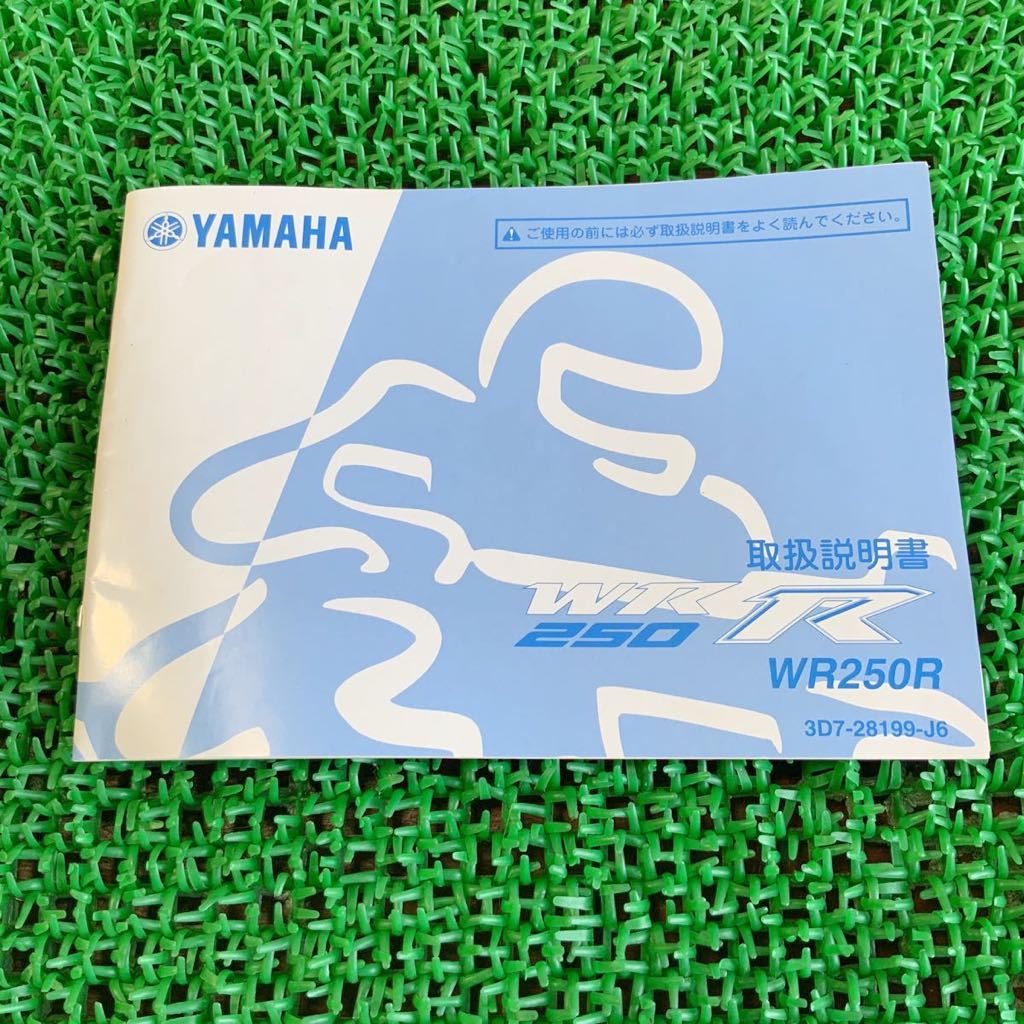 YAMAHA
ご使用の前には必ず取扱説明書をよく読んでください。
取扱説明書
WR R
250
WR250R
3D7-28199-J6